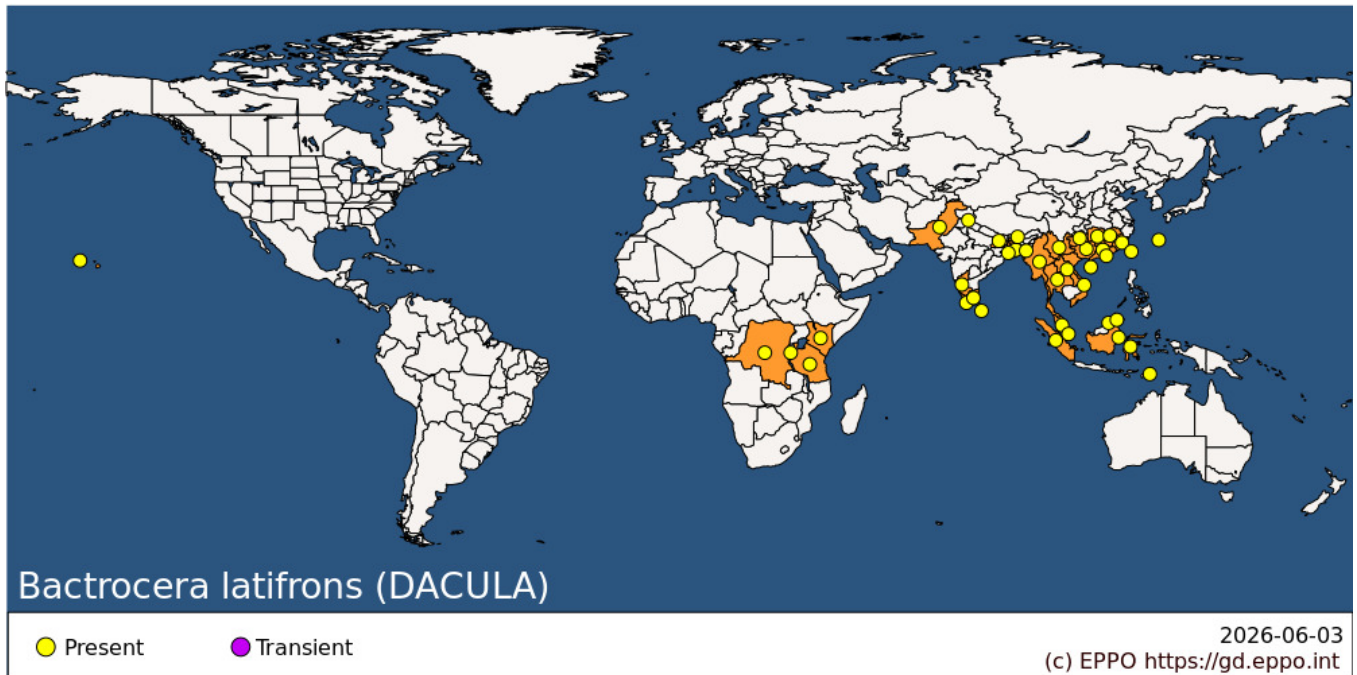 Bactrocera latifrons (DACULA)
Present
Transient
2026-06-03
(c) EPPO https://gd.eppo.int